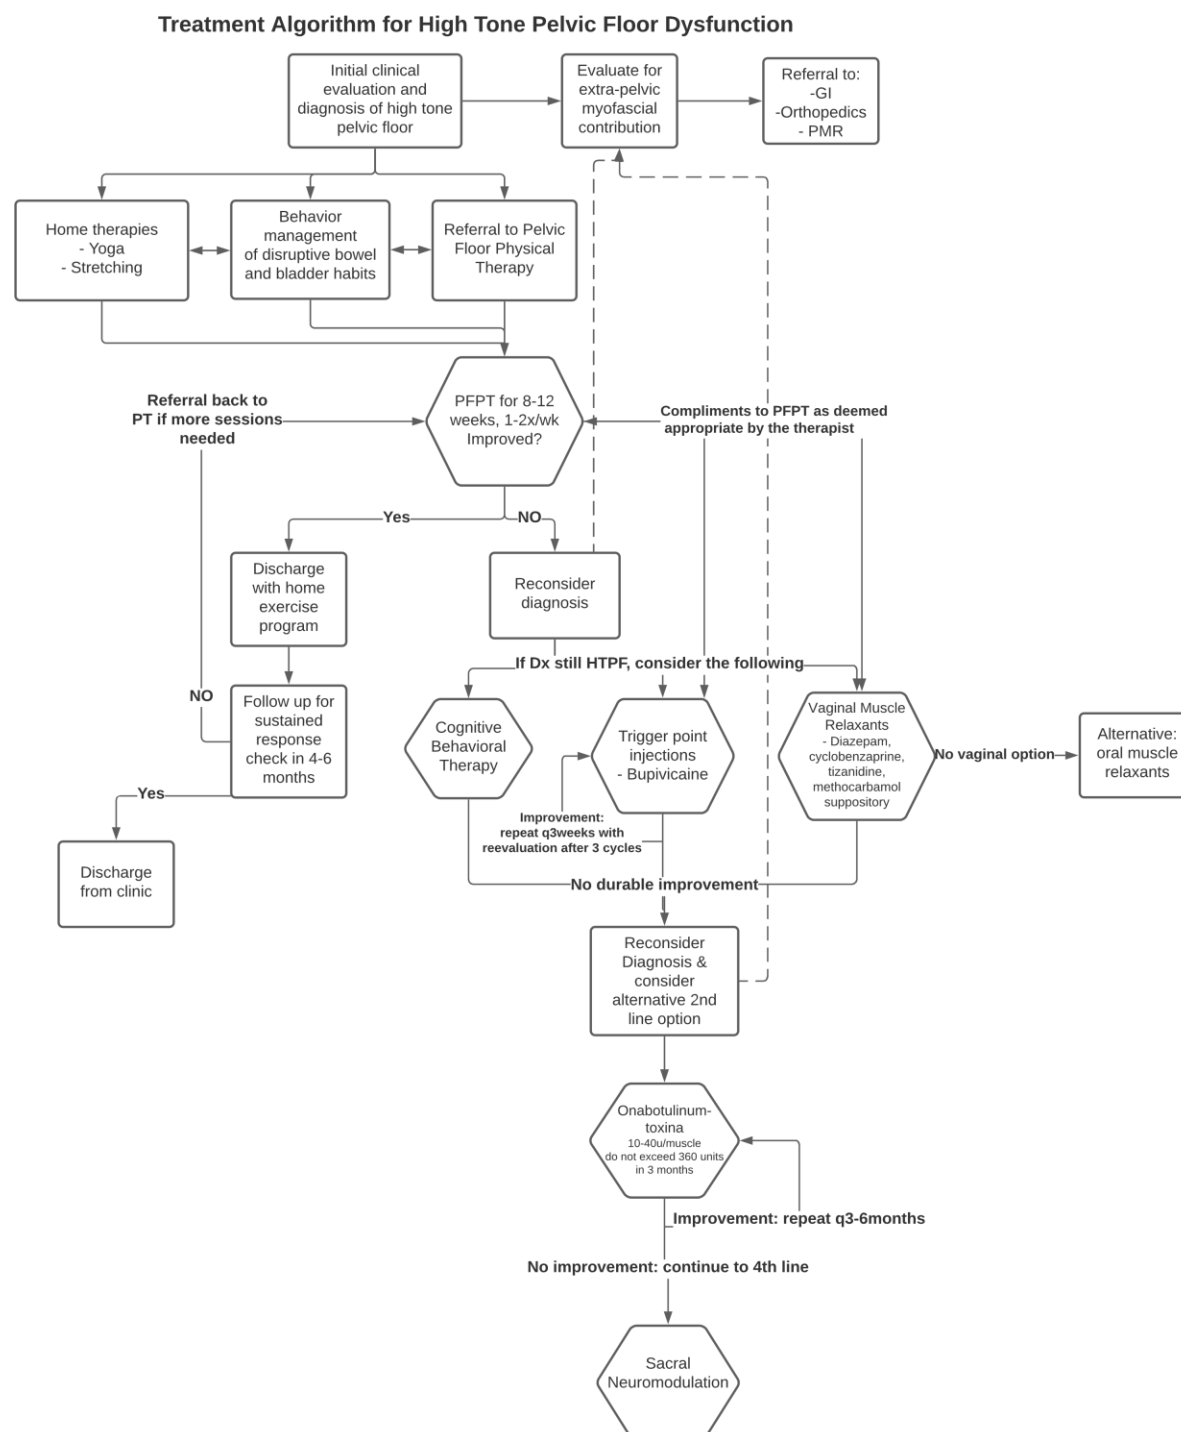 Treatment Algorithm for High Tone Pelvic Floor Dysfunction
Initial clinical
evaluation and
diagnosis of high tone
pelvic floor
Evaluate for
extra-pelvic
myofascial
contribution
Referral to:
-GI
-Orthopedics
- PMR
Home therapies
- Yoga
- Stretching
Behavior
management
of disruptive bowel
and bladder habits
Referral to Pelvic
Floor Physical
Therapy
Referral back to
PT if more sessions
needed
PFPT for 8-12
weeks, 1-2x/wk
Improved?
Compliments to PFPT as deemed
appropriate by the therapist
Yes
NO
Discharge
with home
exercise
program
Reconsider
diagnosis
If Dx still HTPF, consider the following
NO
Follow up for
sustained
response
check in 4-6
months
Cognitive
Behavioral
Therapy
Trigger point
injections
- Bupivicaine
Vaginal Muscle
Relaxants
- Diazepam,
cyclobenzaprine,
tizanidine,
methocarbamol
suppository
No vaginal option
Alternative:
oral muscle
relaxants
Yes
Improvement:
repeat q3weeks with
reevaluation after 3 cycles
Discharge
from clinic
No durable improvement
Reconsider
Diagnosis &
consider
alternative 2nd
line option
Onabotulinum-
toxina
10-40u/muscle
do not exceed 360 units
in 3 months
Improvement: repeat q3-6months
No improvement: continue to 4th line
Sacral
Neuromodulation